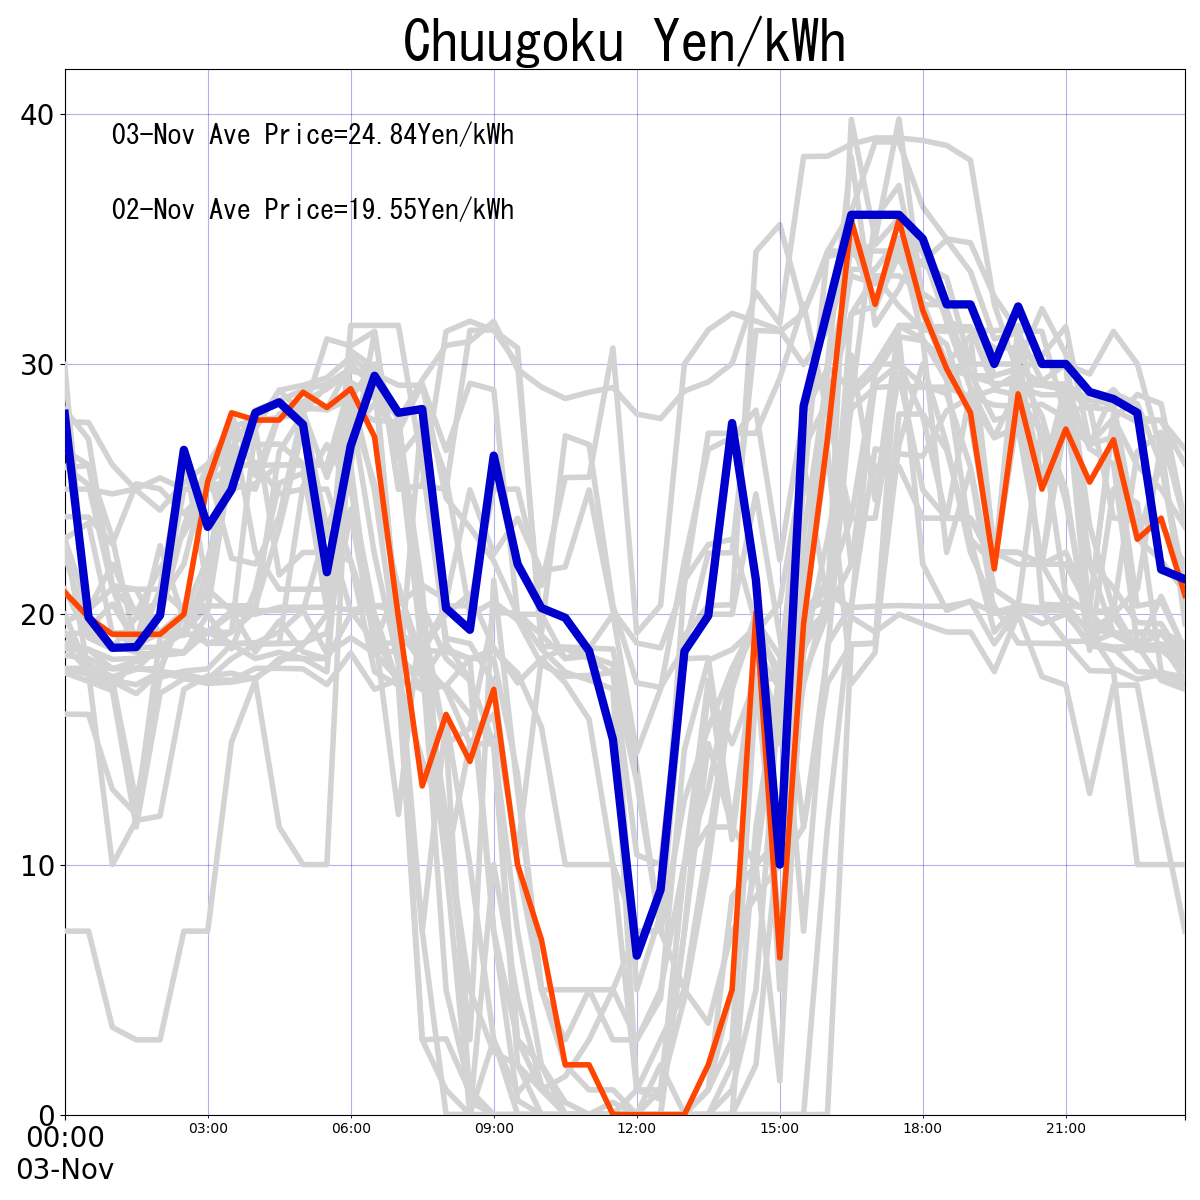 Chuugoku Yen/kWh
40
03-Nov Ave Price=24.84Yen/kWh
02-Nov Ave Price=19.55Yen/kWh
30
20
10
0
00:00 03:00 06:00 09:00 12:00 15:00 18:00 21:00
03-Nov